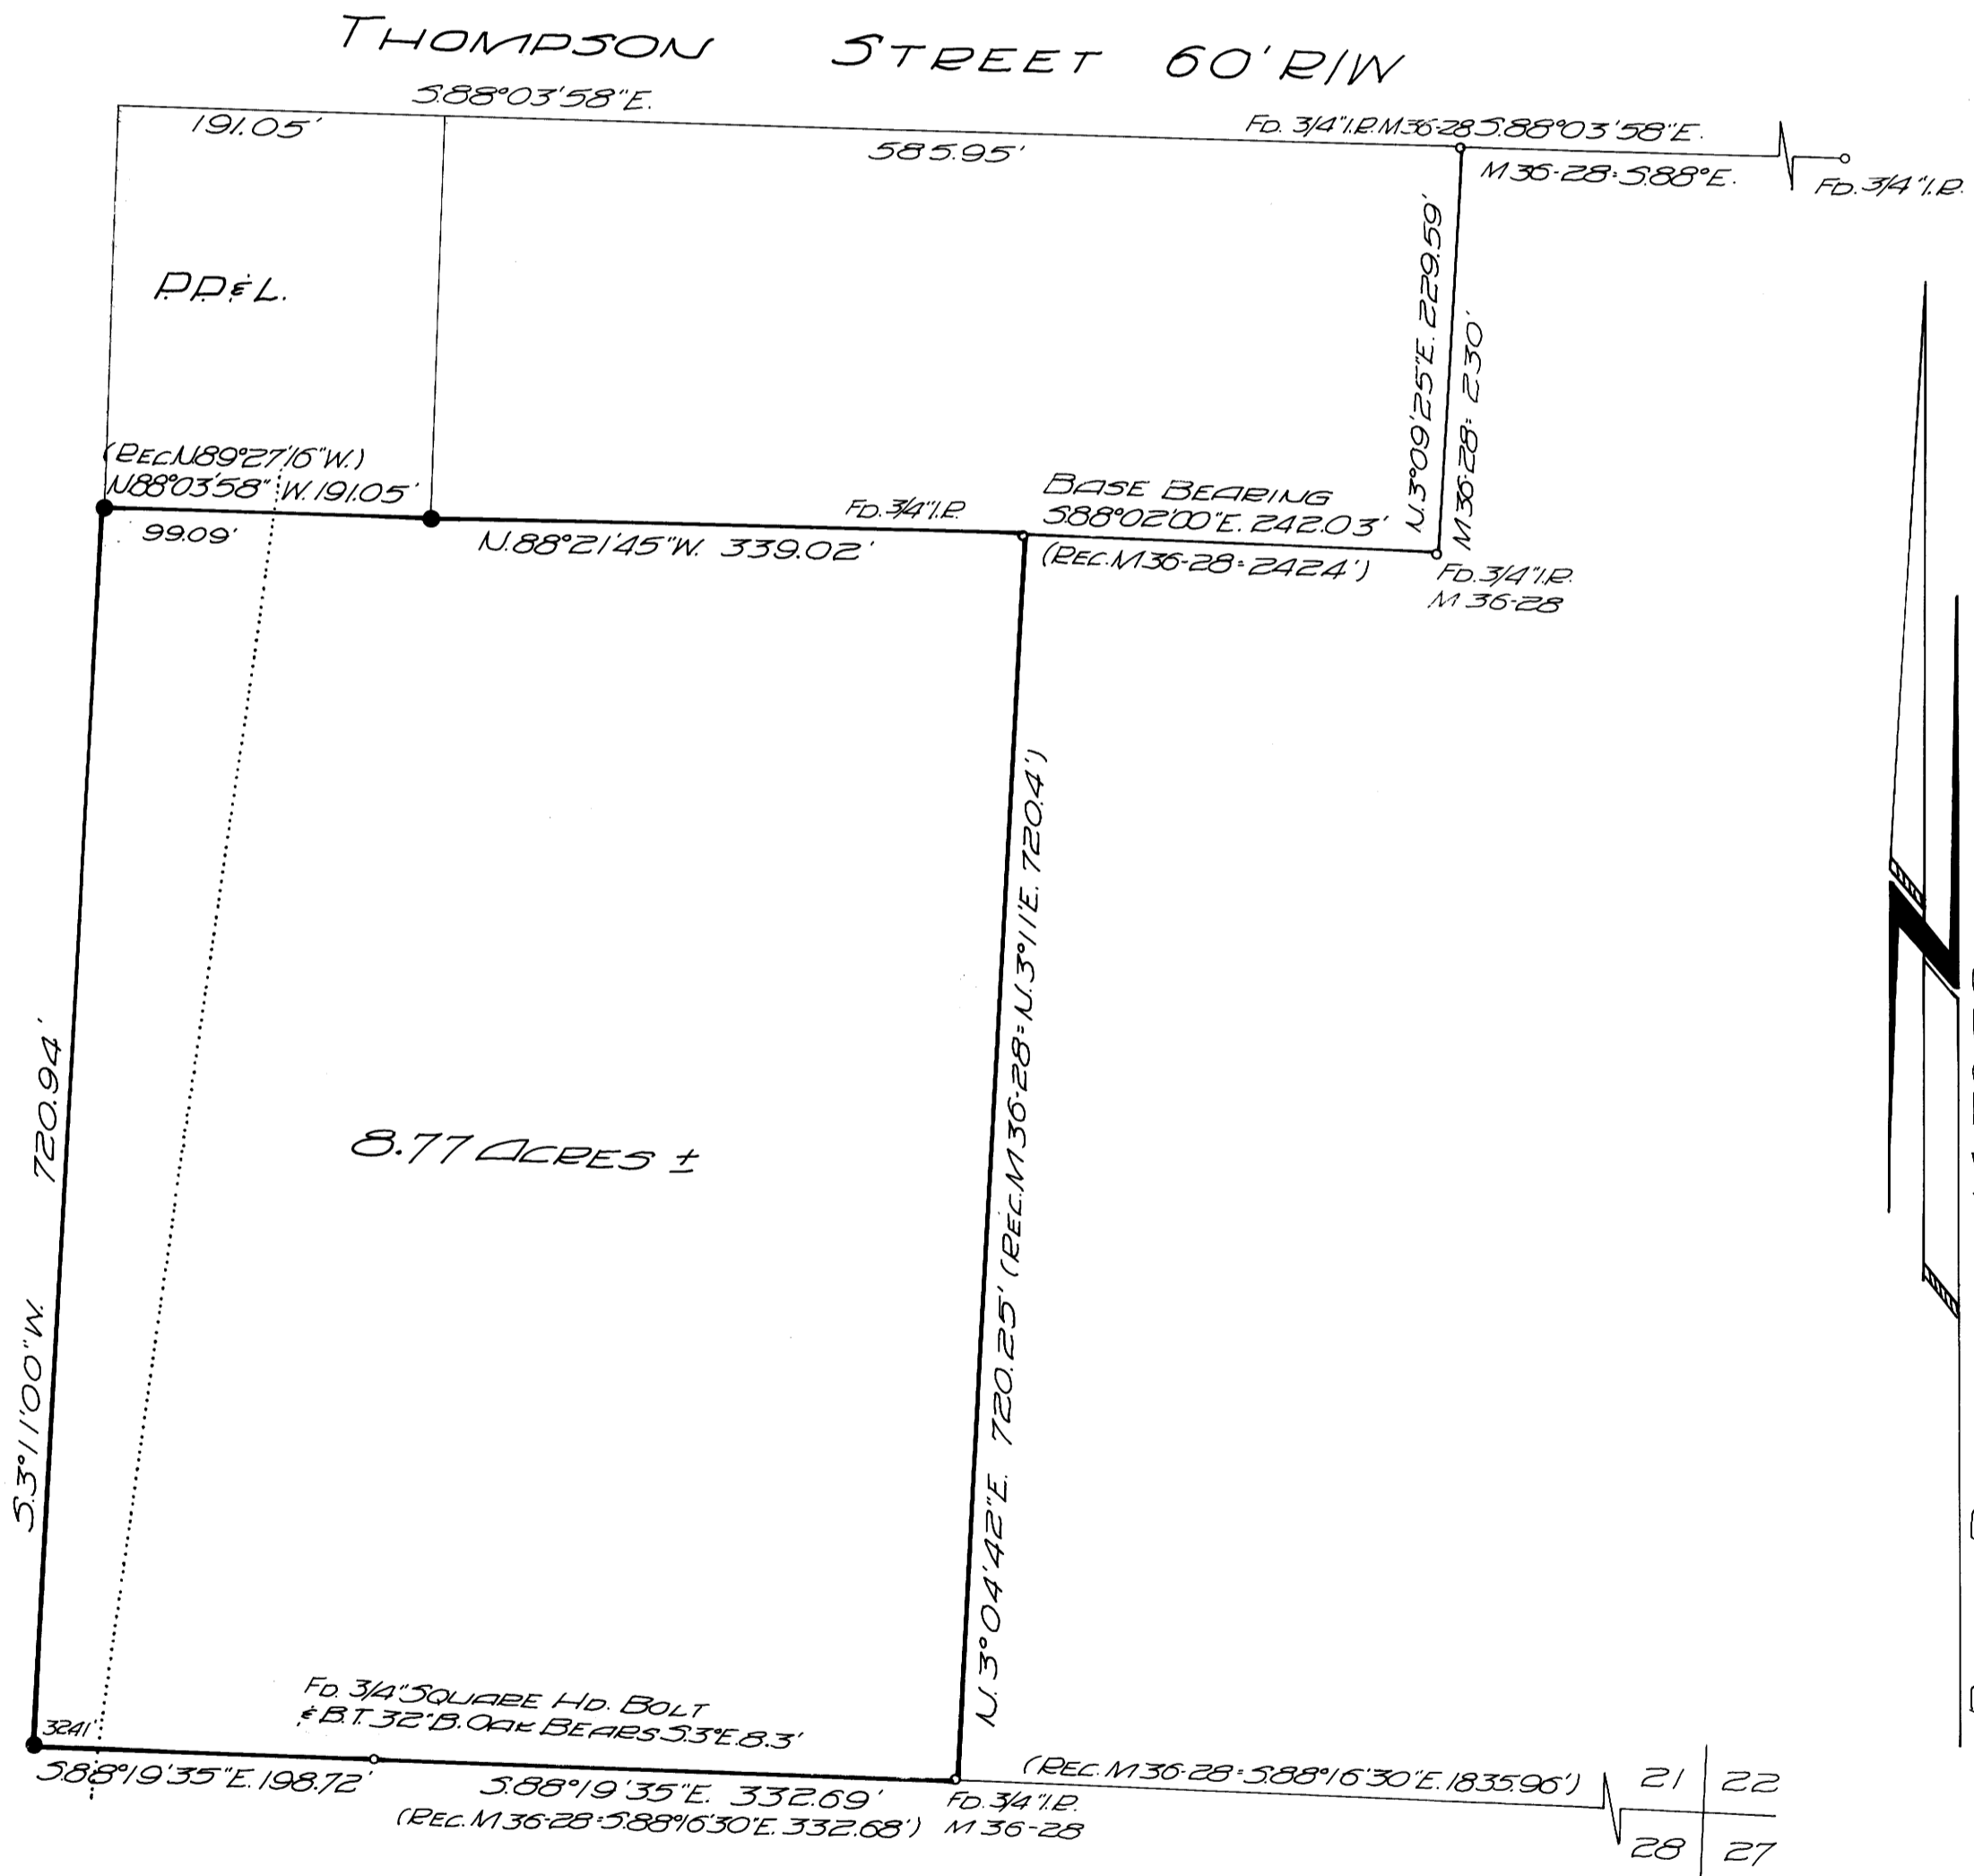 THOMPSON STREET 60' R/W
S.88°03'58"E.
191.05'
585.95'
FD. 3/4" I.P. M36-28 S.88°03'58"E.
M36-28: S.88°E.
FD. 3/4" I.P.
P.P.&L.
N.3°09'25"E. 229.59'
M36-28: 230'
(REC. N89°27'16"W.)
N88°03'58" W. 191.05'
99.09'
FD. 3/4" I.P.
N.88°21'45"W. 339.02'
BASE BEARING
S88°02'00"E. 242.03'
(REC. M36-28: 242.4')
FD. 3/4" I.P.
M 36-28
N
720.94'
S.3°11'00"W.
8.77 ACRES ±
N.3°04'42"E. 720.25' (REC. M36-28: N.3°11'E. 720.4')
FD. 3/4" SQUARE HD. BOLT
& B.T. 32" B. OAK BEARS S.3°E. 8.3'
32.41'
S.88°19'35"E. 198.72'
S.88°19'35"E. 332.69'
(REC. M36-28: S.88°16'30"E. 332.68')
FD. 3/4" I.P.
M 36-28
(REC. M36-28: S.88°16'30"E. 1835.96')
21 22
28 27